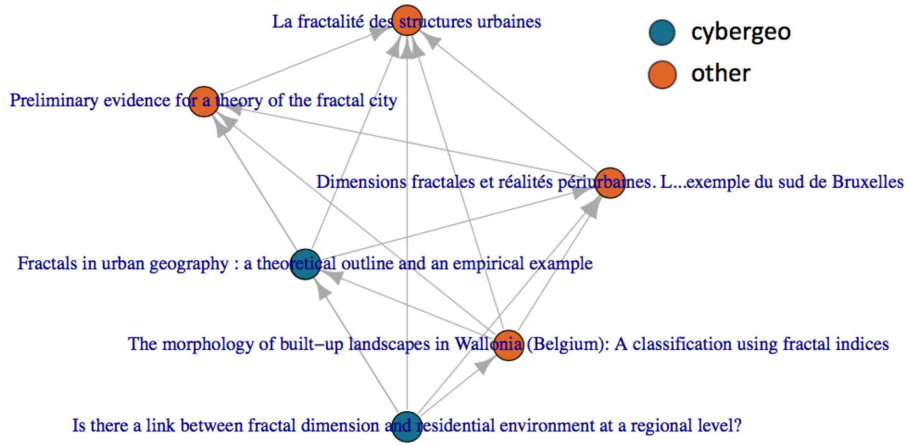 La fractalité des structures urbaines
cybergeo
other
Preliminary evidence for a theory of the fractal city
Dimensions fractales et réalités périurbaines. L...exemple du sud de Bruxelles
Fractals in urban geography : a theoretical outline and an empirical example
The morphology of built−up landscapes in Wallonia (Belgium): A classification using fractal indices
Is there a link between fractal dimension and residential environment at a regional level?